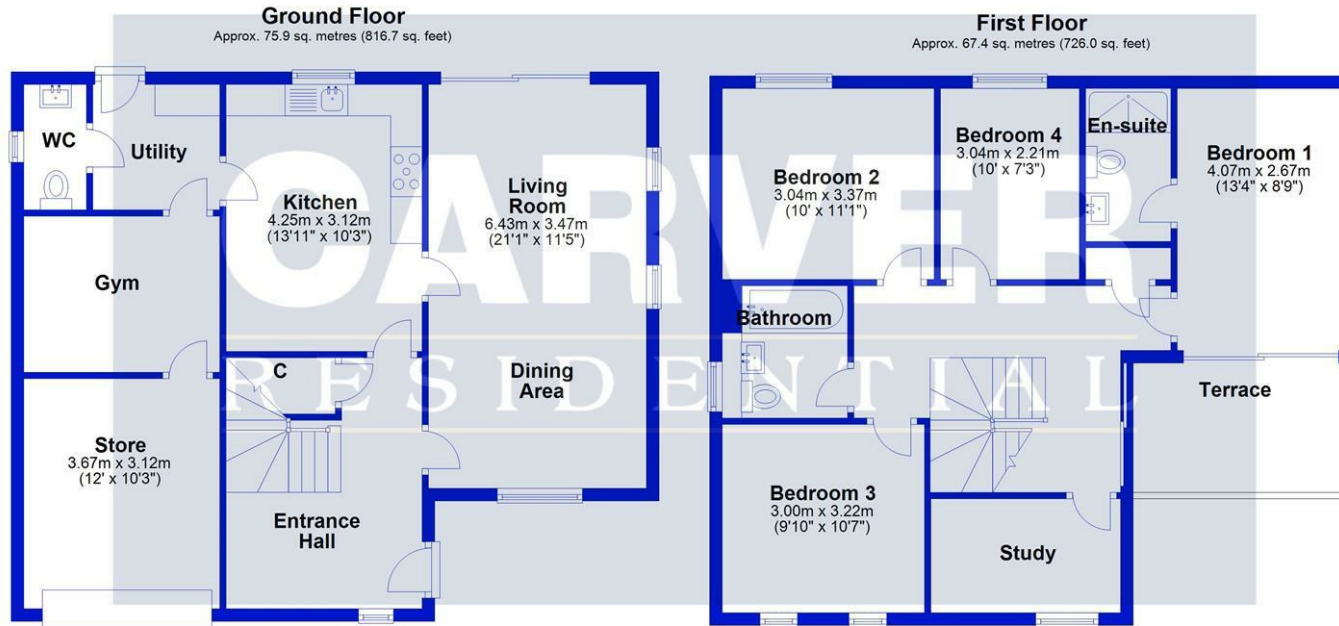 Ground Floor
Approx. 75.9 sq. metres (816.7 sq. feet)
WC
Utility
Kitchen
4.25m x 3.12m
(13'11" x 10'3")
Living
Room
6.43m x 3.47m
(21'1" x 11'5")
Gym
C
Dining
Area
Store
3.67m x 3.12m
(12' x 10'3")
Entrance
Hall
First Floor
Approx. 67.4 sq. metres (726.0 sq. feet)
Bedroom 2
3.04m x 3.37m
(10' x 11'1")
Bedroom 4
3.04m x 2.21m
(10' x 7'3")
En-suite
Bedroom 1
4.07m x 2.67m
(13'4" x 8'9")
Bathroom
Terrace
Bedroom 3
3.00m x 3.22m
(9'10" x 10'7")
Study
CARVER
RESIDENTIAL